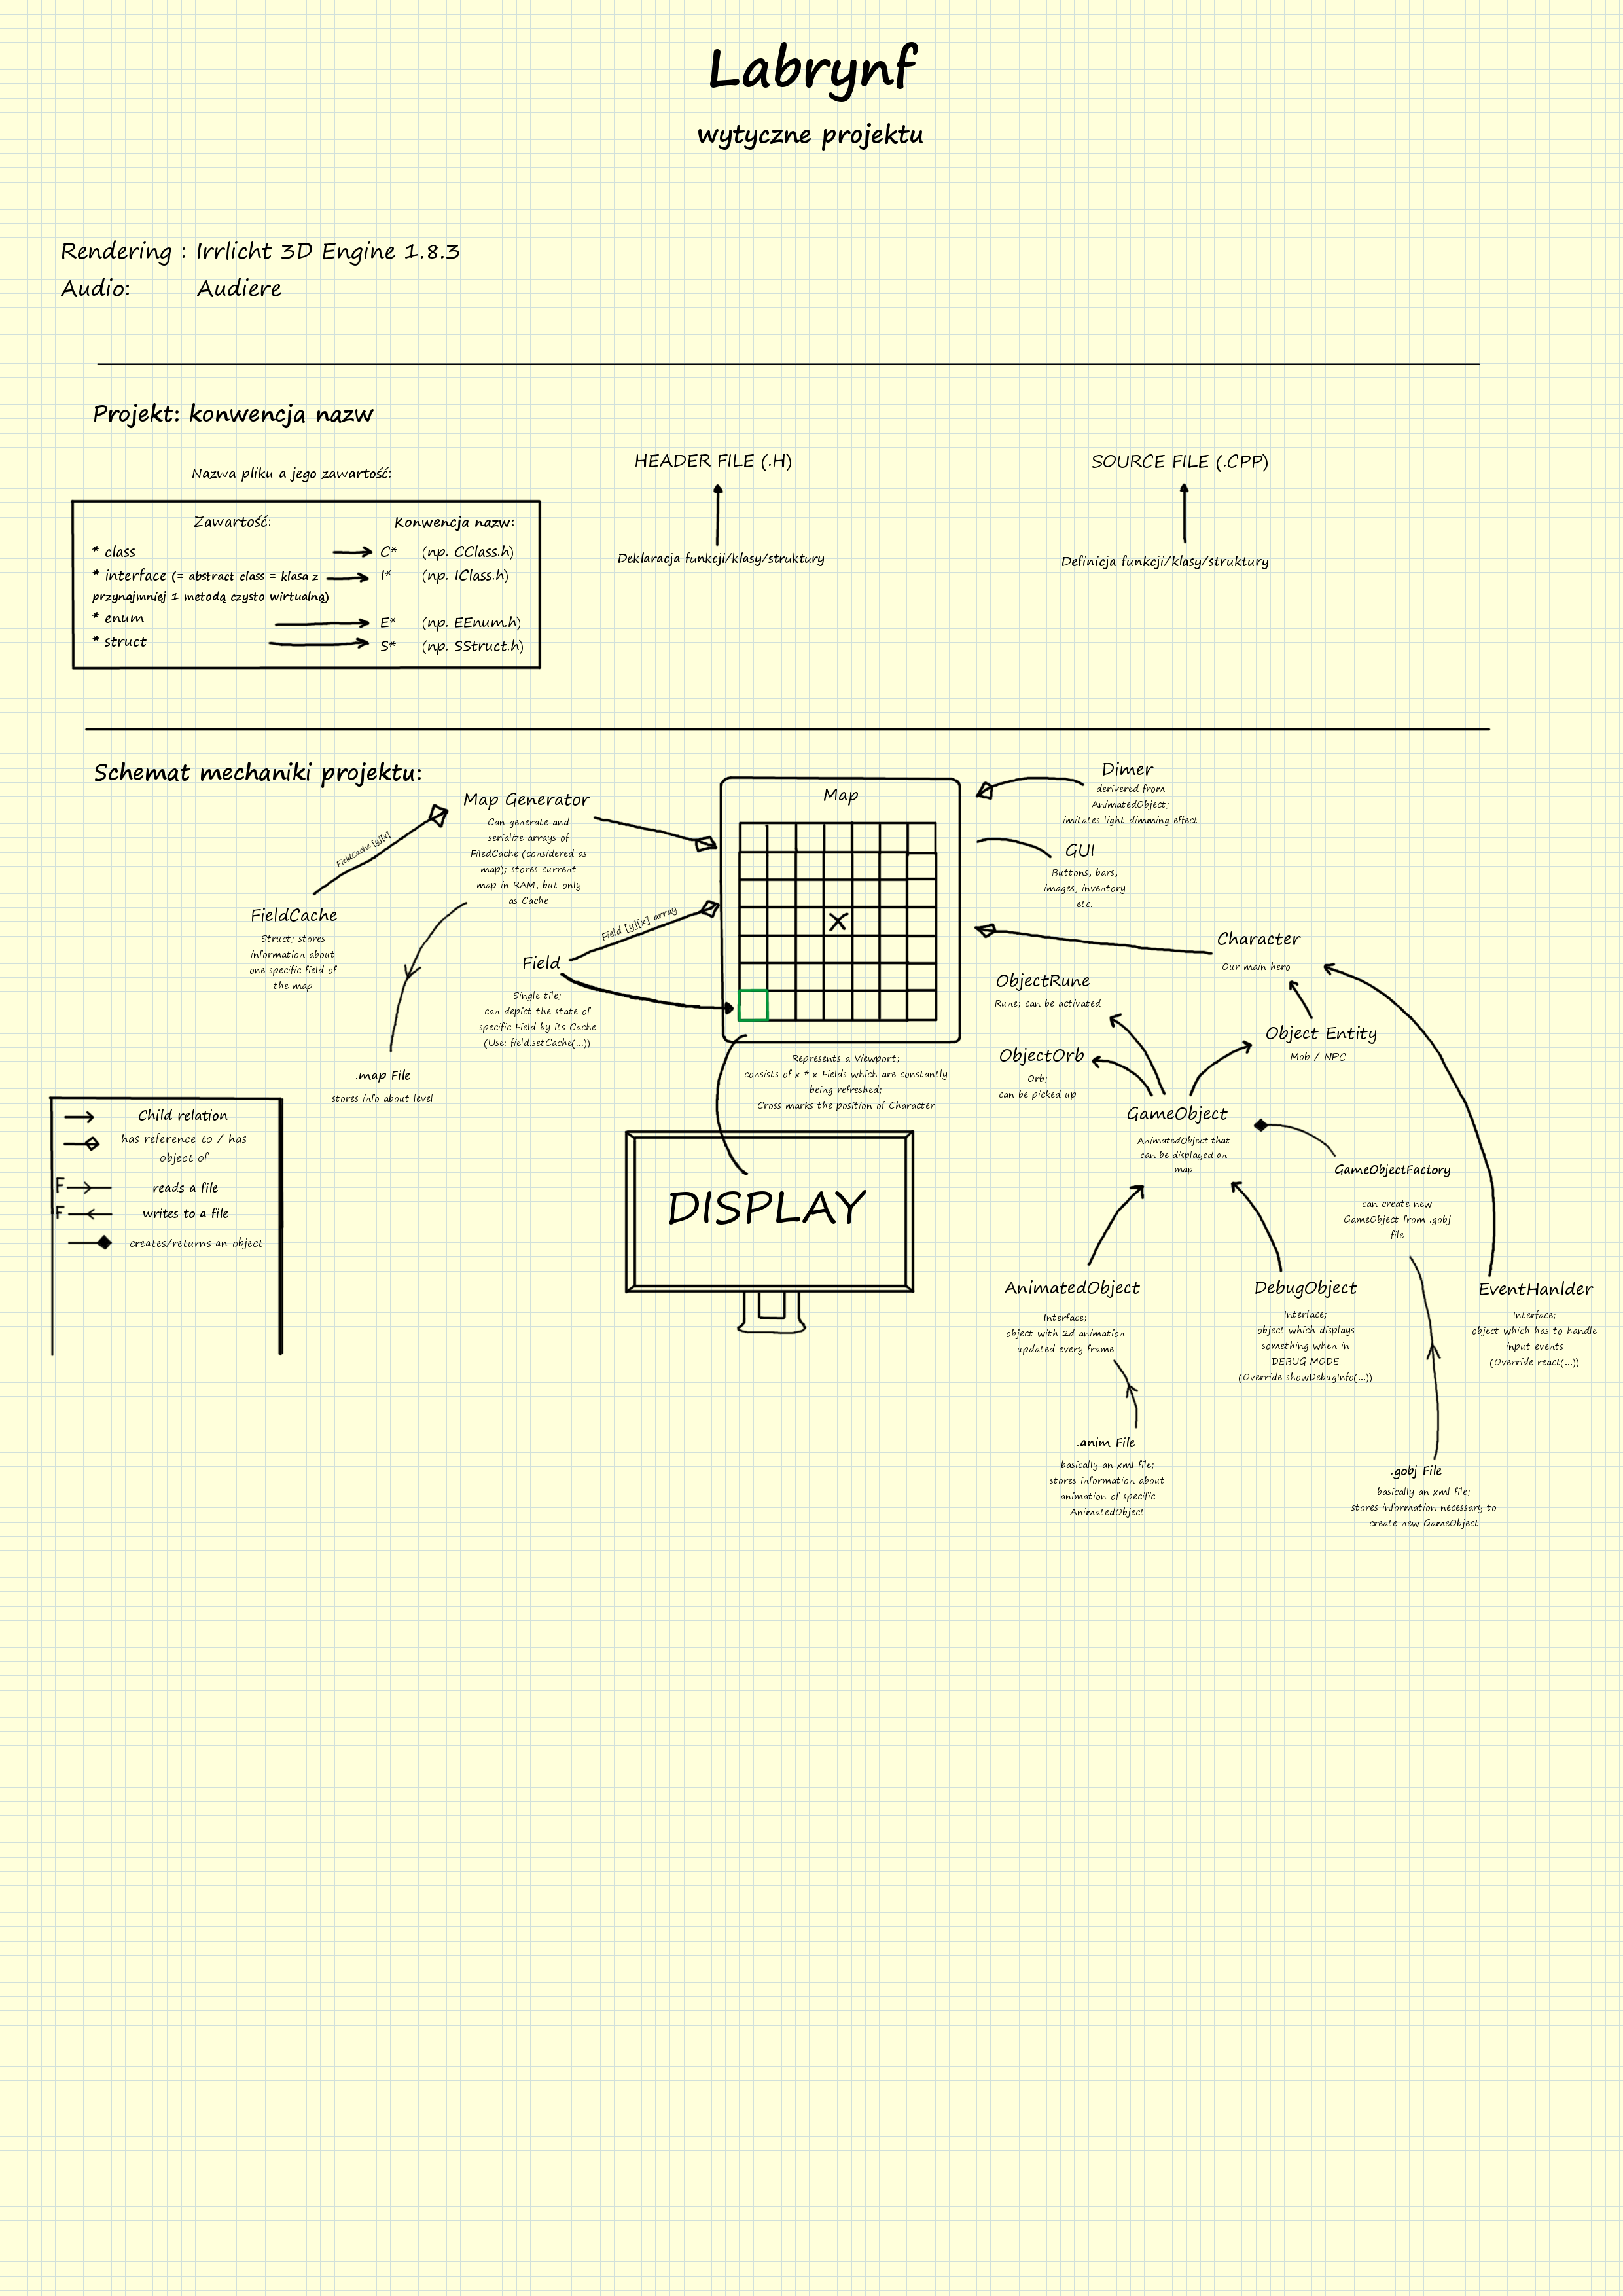 Labrynf
wytyczne projektu
Rendering : Irrlicht 3D Engine 1.8.3
Audio: Audiere
Projekt: konwencja nazw
Nazwa pliku a jego zawartość:
Zawartość: Konwencja nazw:
* class C* (np. CClass.h)
* interface (= abstract class = klasa z I* (np. IClass.h)
przynajmniej 1 metodą czysto wirtualną)
* enum E* (np. EEnum.h)
* struct S* (np. SStruct.h)
HEADER FILE (.H)
Deklaracja funkcji/klasy/struktury
SOURCE FILE (.CPP)
Definicja funkcji/klasy/struktury
Schemat mechaniki projektu:
Map Generator
Can generate and
serialize arrays of
FiledCache (considered as
map); stores current
map in RAM, but only
as Cache
FieldCache [y][x]
FieldCache
Struct; stores
information about
one specific field of
the map
Field [y][x] array
Field
Single tile;
can depict the state of
specific Field by its Cache
(Use: field.setCache(...))
.map File
stores info about level
Map
X
Represents a Viewport;
consists of x * x Fields which are constantly
being refreshed;
Cross marks the position of Character
DISPLAY
Dimer
derivered from
AnimatedObject;
imitates light dimming effect
GUI
Buttons, bars,
images, inventory
etc.
Character
Our main hero
ObjectRune
Rune; can be activated
Object Entity
Mob / NPC
ObjectOrb
Orb;
can be picked up
GameObject
AnimatedObject that
can be displayed on
map
GameObjectFactory
can create new
GameObject from .gobj
file
AnimatedObject
Interface;
object with 2d animation
updated every frame
DebugObject
Interface;
object which displays
something when in
__DEBUG_MODE__
(Override showDebugInfo(...))
EventHanlder
Interface;
object which has to handle
input events
(Override react(...))
.anim File
basically an xml file;
stores information about
animation of specific
AnimatedObject
.gobj File
basically an xml file;
stores information necessary to
create new GameObject
Child relation
has reference to / has
object of
F reads a file
F writes to a file
creates/returns an object